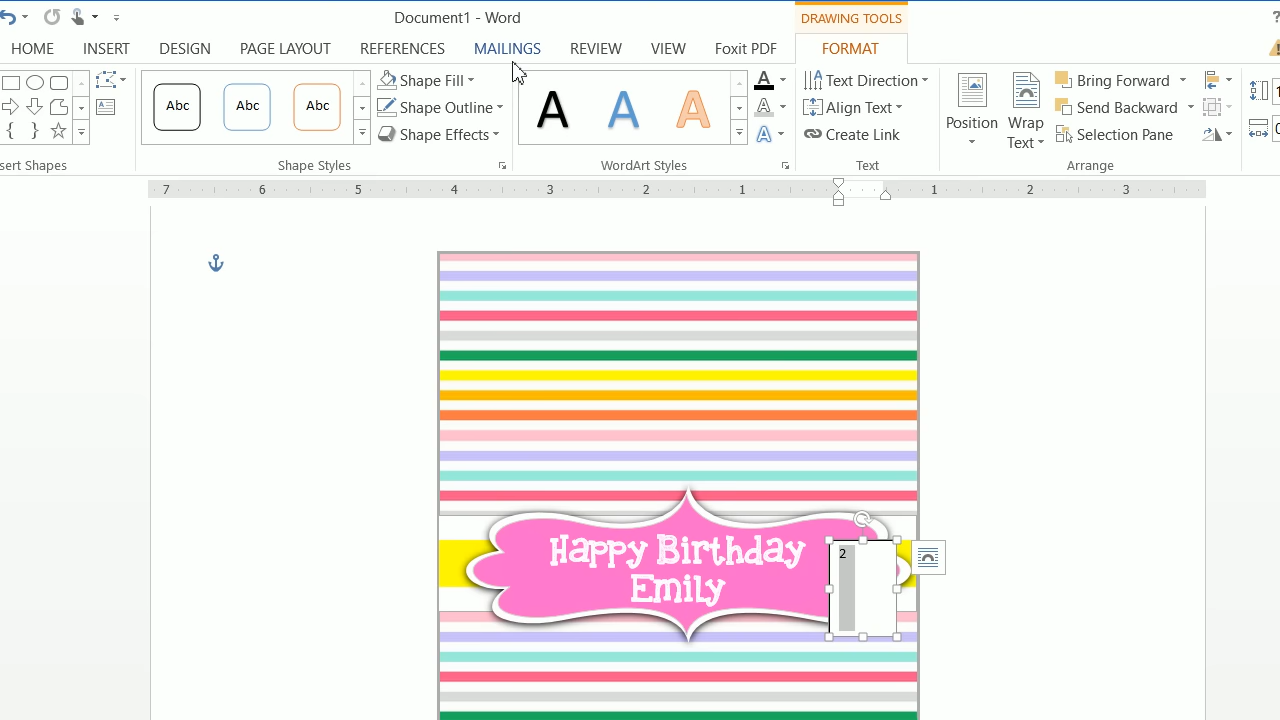 Document1 - Word
DRAWING TOOLS
?
HOME INSERT DESIGN PAGE LAYOUT REFERENCES MAILINGS REVIEW VIEW Foxit PDF FORMAT
Abc Abc Abc
Shape Fill
Shape Outline
Shape Effects
A A A
A
A
A
Text Direction
Align Text
Create Link
Position
Wrap
Text
Bring Forward
Send Backward
Selection Pane
sert Shapes Shape Styles WordArt Styles Text Arrange
7 6 5 4 3 2 1 1 2 3
Happy Birthday
Emily
2